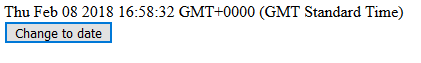 Thu Feb 08 2018 16:58:32 GMT+0000 (GMT Standard Time)
Change to date